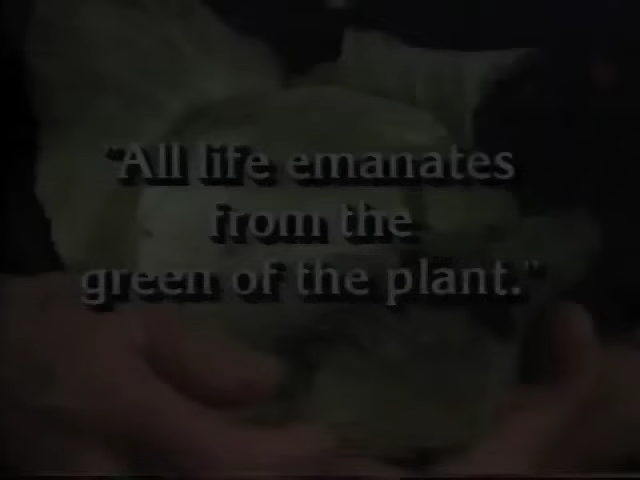 "All life emanates
from the
green of the plant."